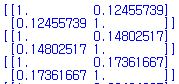 [[1.         0.12455739]
 [0.12455739 1.        ]]
[[1.         0.14802517]
 [0.14802517 1.        ]]
[[1.         0.17361667]
 [0.17361667 1.        ]]